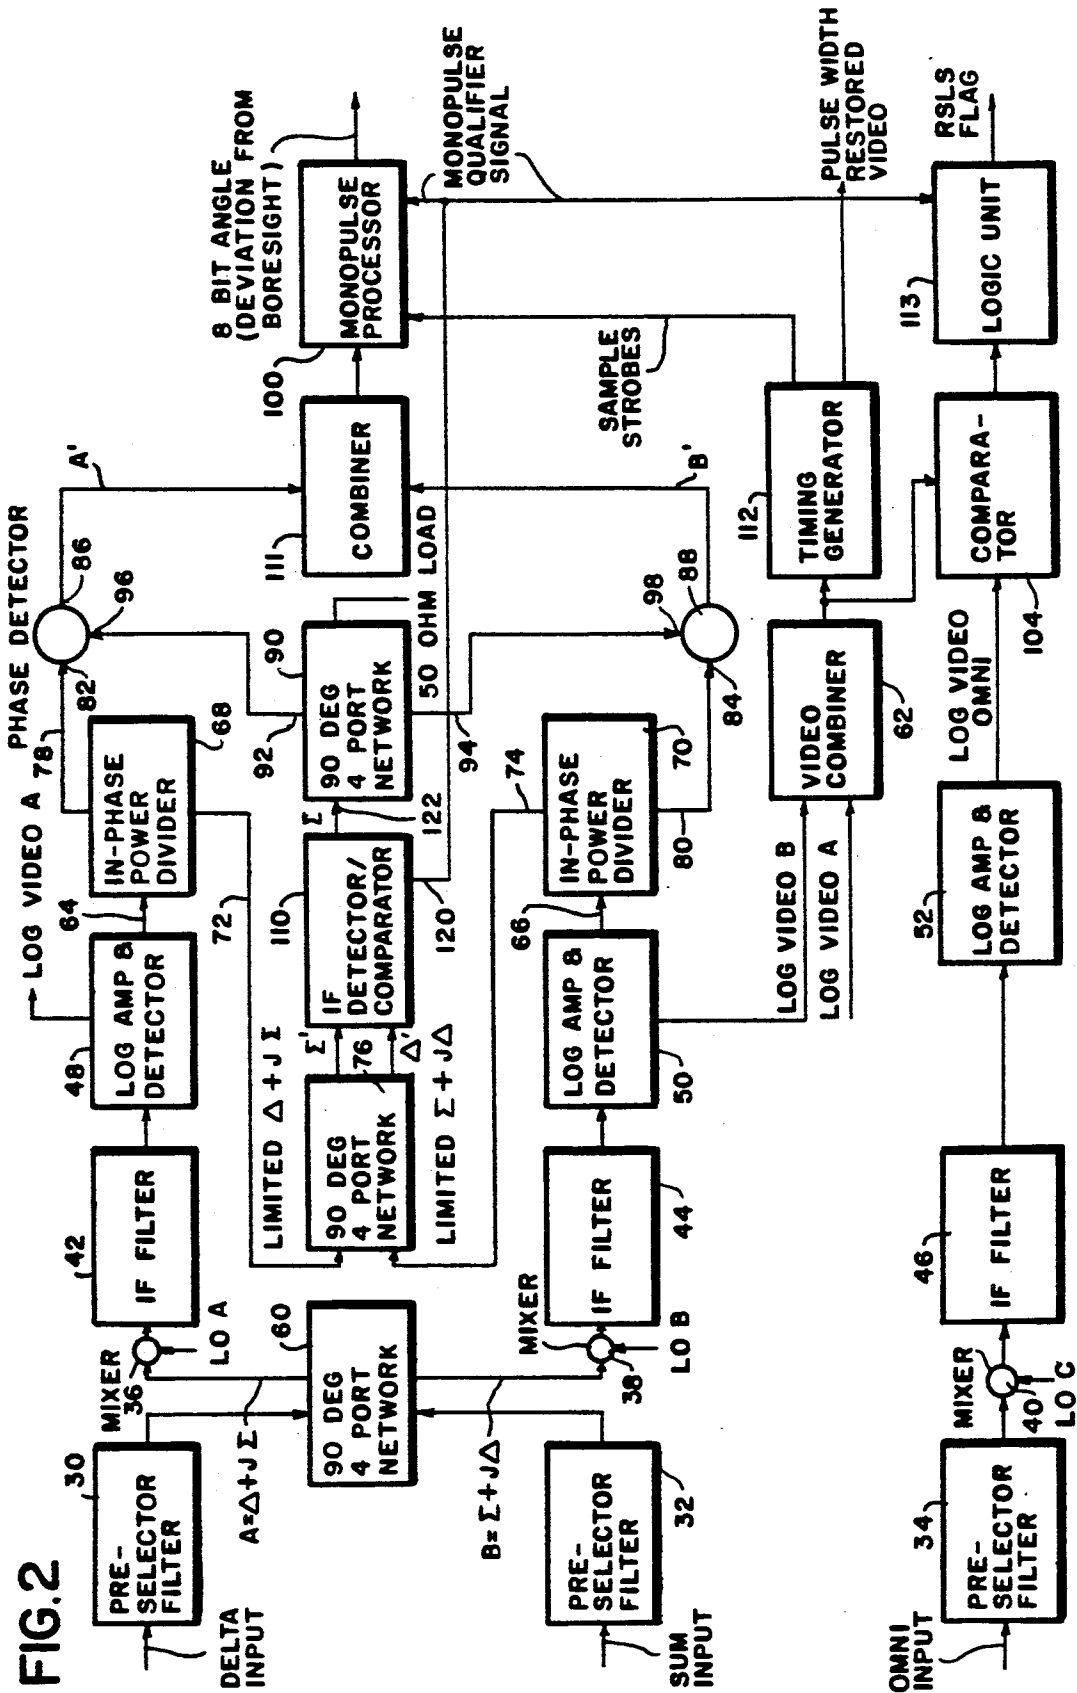 FIG.2
DELTA
INPUT
PRE-
SELECTOR
FILTER
30
A=Δ+JΣ
MIXER
36
LO A
IF FILTER
42
LOG AMP &
DETECTOR
48
LOG VIDEO A
64
IN-PHASE
POWER
DIVIDER
68
72
78
PHASE DETECTOR
82
86
96
A'
90 DEG
4 PORT
NETWORK
60
LIMITED Δ+JΣ
90 DEG
4 PORT
NETWORK
76
Σ'
Δ'
LIMITED Σ+JΔ
IF
DETECTOR/
COMPARATOR
110
120
Σ
122
90 DEG
4 PORT
NETWORK
90
92
94
50 OHM LOAD
COMBINER
111
MONOPULSE
PROCESSOR
100
8 BIT ANGLE
(DEVIATION FROM
BORESIGHT)
MONOPULSE
QUALIFIER
SIGNAL
SUM
INPUT
PRE-
SELECTOR
FILTER
32
B=Σ+JΔ
MIXER
38
LO B
IF FILTER
44
LOG AMP &
DETECTOR
50
66
IN-PHASE
POWER
DIVIDER
70
74
80
84
88
98
B'
SAMPLE
STROBES
LOG VIDEO B
LOG VIDEO A
VIDEO
COMBINER
62
TIMING
GENERATOR
112
PULSE WIDTH
RESTORED
VIDEO
OMNI
INPUT
PRE-
SELECTOR
FILTER
34
MIXER
40
LO C
IF FILTER
46
LOG AMP &
DETECTOR
52
LOG VIDEO
OMNI
COMPARA-
TOR
104
LOGIC UNIT
113
RSLS
FLAG